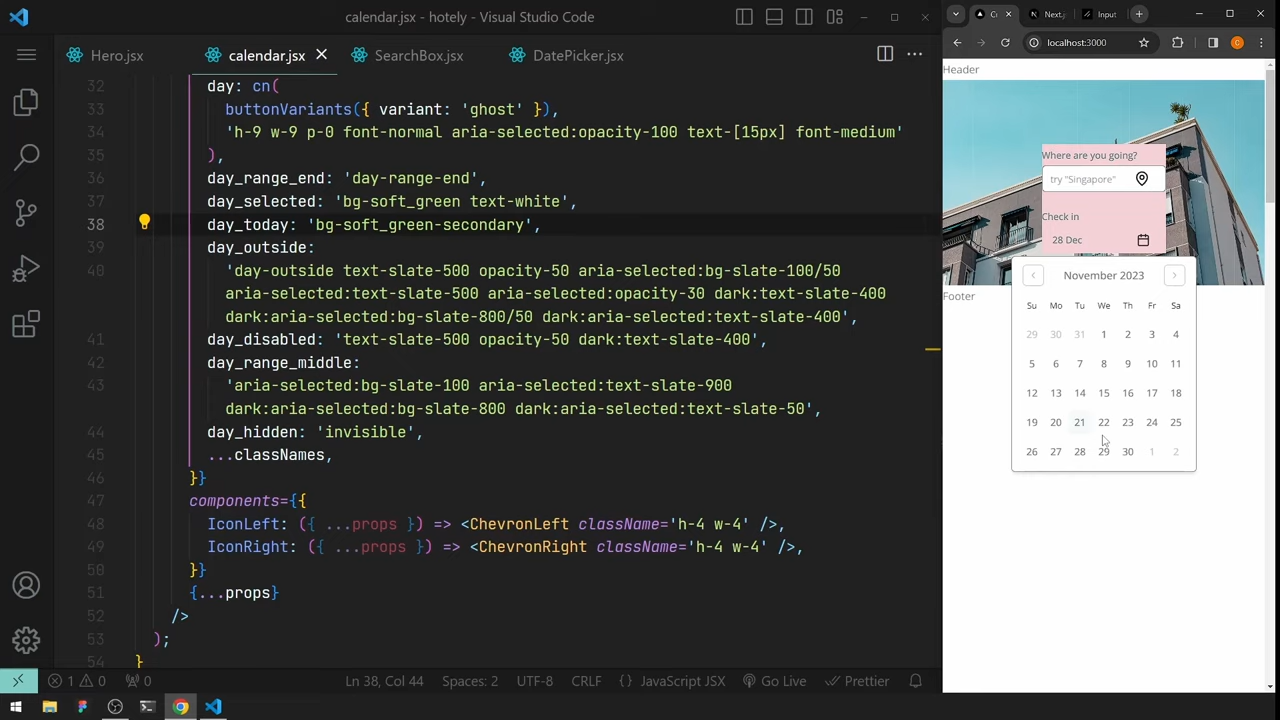 calendar.jsx - hotely - Visual Studio Code
Hero.jsx
calendar.jsx
SearchBox.jsx
DatePicker.jsx
32 day: cn(
33 buttonVariants({ variant: 'ghost' }),
34 'h-9 w-9 p-0 font-normal aria-selected:opacity-100 text-[15px] font-medium'
35 ),
36 day_range_end: 'day-range-end',
37 day_selected: 'bg-soft_green text-white',
38 day_today: 'bg-soft_green-secondary',
39 day_outside:
40 'day-outside text-slate-500 opacity-50 aria-selected:bg-slate-100/50
aria-selected:text-slate-500 aria-selected:opacity-30 dark:text-slate-400
dark:aria-selected:bg-slate-800/50 dark:aria-selected:text-slate-400',
41 day_disabled: 'text-slate-500 opacity-50 dark:text-slate-400',
42 day_range_middle:
43 'aria-selected:bg-slate-100 aria-selected:text-slate-900
dark:aria-selected:bg-slate-800 dark:aria-selected:text-slate-50',
44 day_hidden: 'invisible',
45 ...classNames,
46 }}
47 components={{
48 IconLeft: ({ ...props }) => <ChevronLeft className='h-4 w-4' />,
49 IconRight: ({ ...props }) => <ChevronRight className='h-4 w-4' />,
50 }}
51 {...props}
52 />
53 );
54 }
1 0 0
Ln 38, Col 44
Spaces: 2
UTF-8
CRLF
{} JavaScript JSX
Go Live
Prettier
Cr
Next.j
Input
localhost:3000
C
Header
Where are you going?
try "Singapore"
Check in
28 Dec
November 2023
Su Mo Tu We Th Fr Sa
29 30 31 1 2 3 4
5 6 7 8 9 10 11
12 13 14 15 16 17 18
19 20 21 22 23 24 25
26 27 28 29 30 1 2
Footer